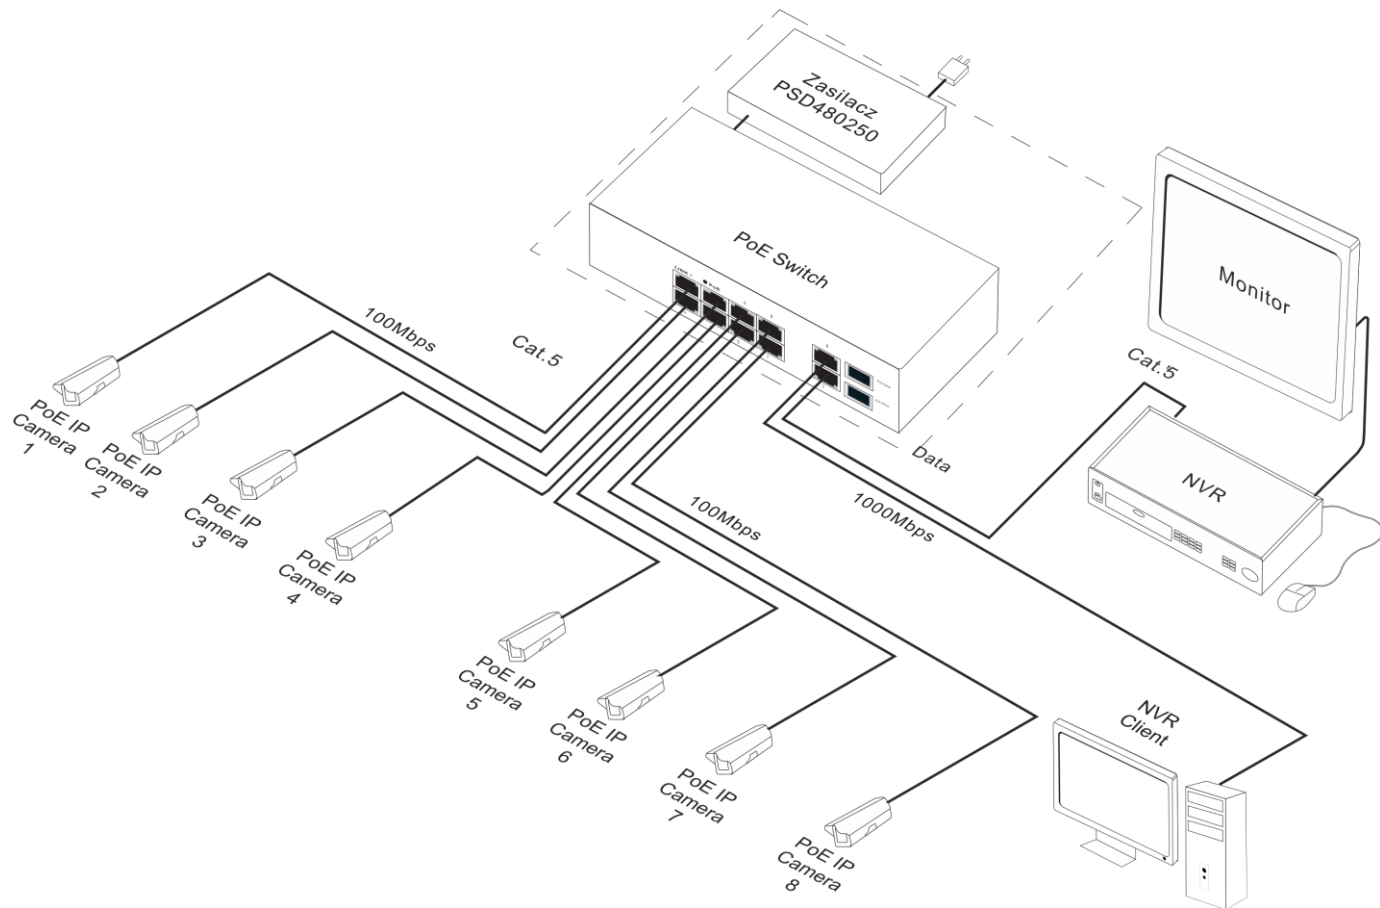 Zasilacz
PSD480250
PoE Switch
LINK
PoE
Monitor
100Mbps
Cat.5
Cat.'5
Data
NVR
100Mbps
1000Mbps
PoE IP
Camera
1
PoE IP
Camera
2
PoE IP
Camera
3
PoE IP
Camera
4
PoE IP
Camera
5
PoE IP
Camera
6
PoE IP
Camera
7
PoE IP
Camera
8
NVR
Client